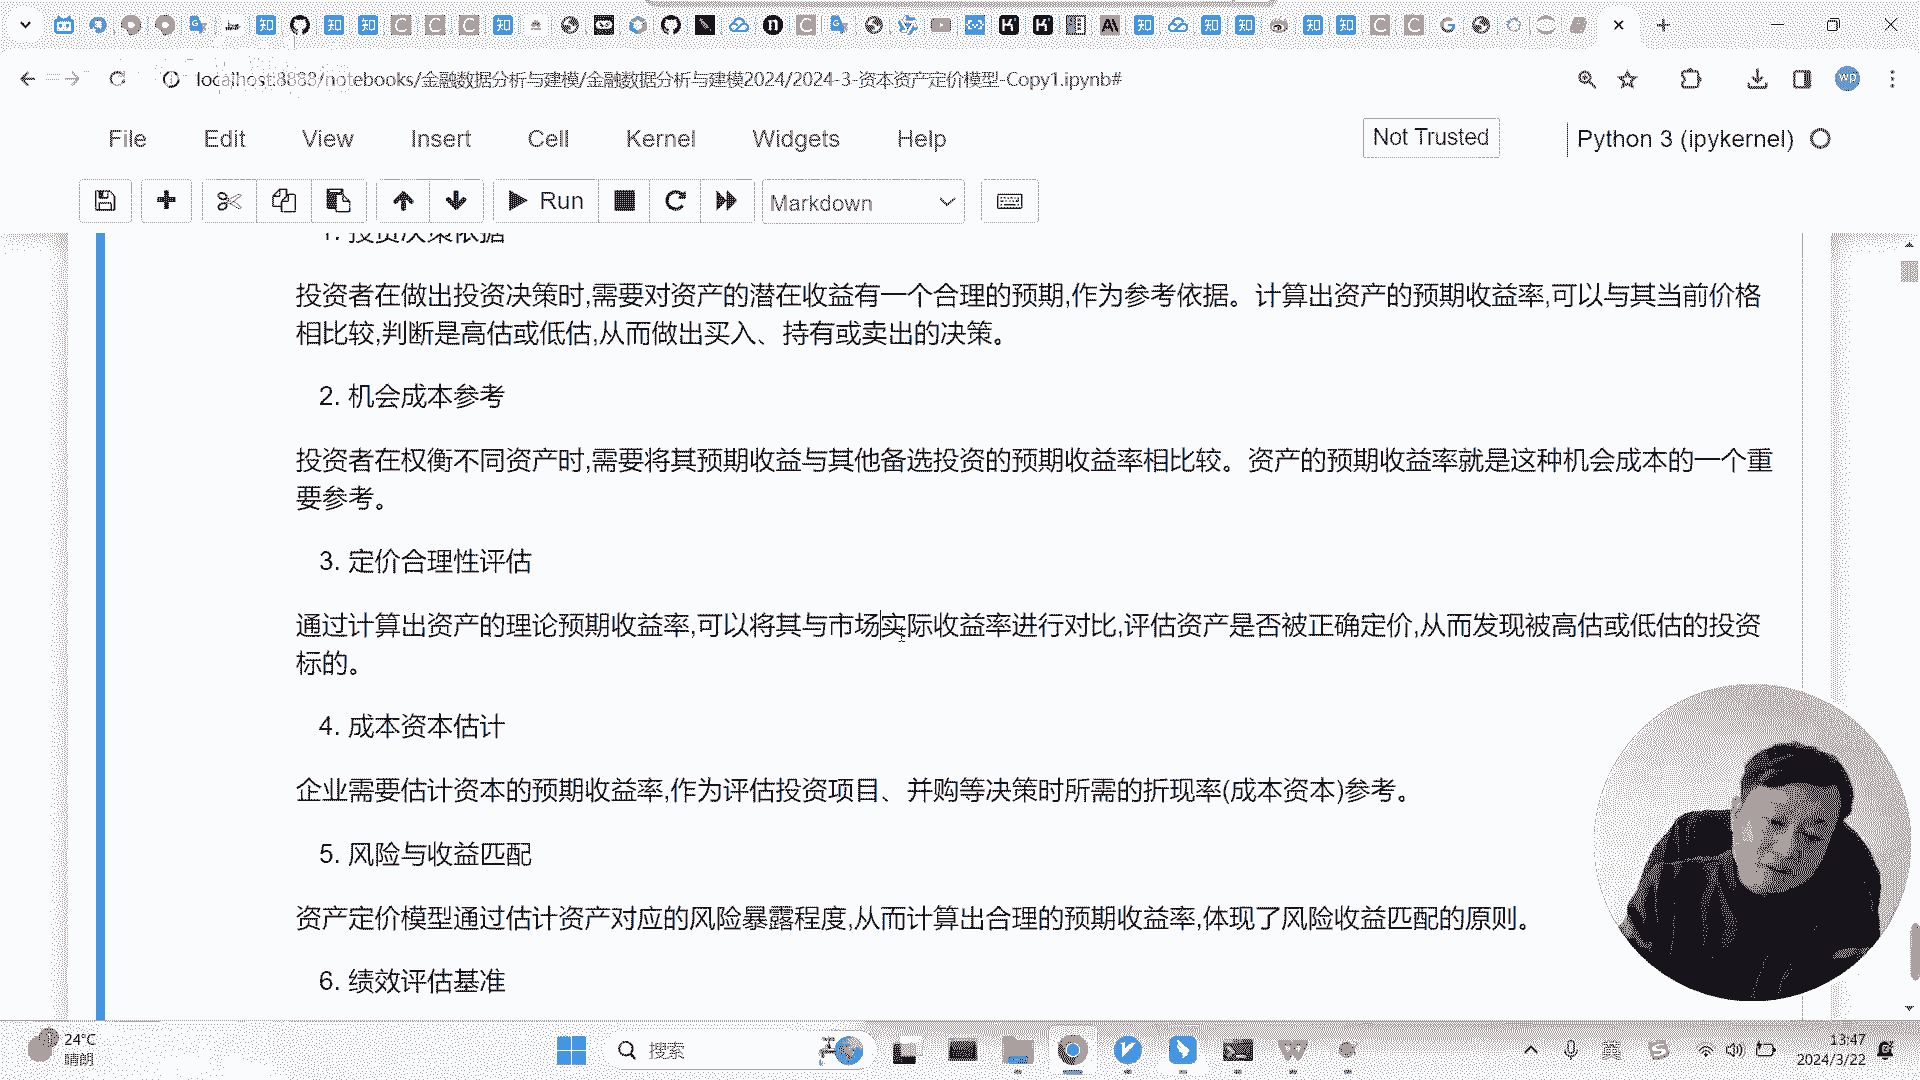 localhost:8888/notebooks/金融数据分析与建模/金融数据分析与建模2024/2024-3-资本资产定价模型-Copy1.ipynb#
wp
File Edit View Insert Cell Kernel Widgets Help
Not Trusted
Python 3 (ipykernel)
Run
Markdown
1. 投资决策依据
投资者在做出投资决策时,需要对资产的潜在收益有一个合理的预期,作为参考依据。计算出资产的预期收益率,可以与其当前价格
相比较,判断是高估或低估,从而做出买入、持有或卖出的决策。
2. 机会成本参考
投资者在权衡不同资产时,需要将其预期收益与其他备选投资的预期收益率相比较。资产的预期收益率就是这种机会成本的一个重
要参考。
3. 定价合理性评估
通过计算出资产的理论预期收益率,可以将其与市场实际收益率进行对比,评估资产是否被正确定价,从而发现被高估或低估的投资
标的。
4. 成本资本估计
企业需要估计资本的预期收益率,作为评估投资项目、并购等决策时所需的折现率(成本资本)参考。
5. 风险与收益匹配
资产定价模型通过估计资产对应的风险暴露程度,从而计算出合理的预期收益率,体现了风险收益匹配的原则。
6. 绩效评估基准
24°C
晴朗
搜索
英
13:47
2024/3/22